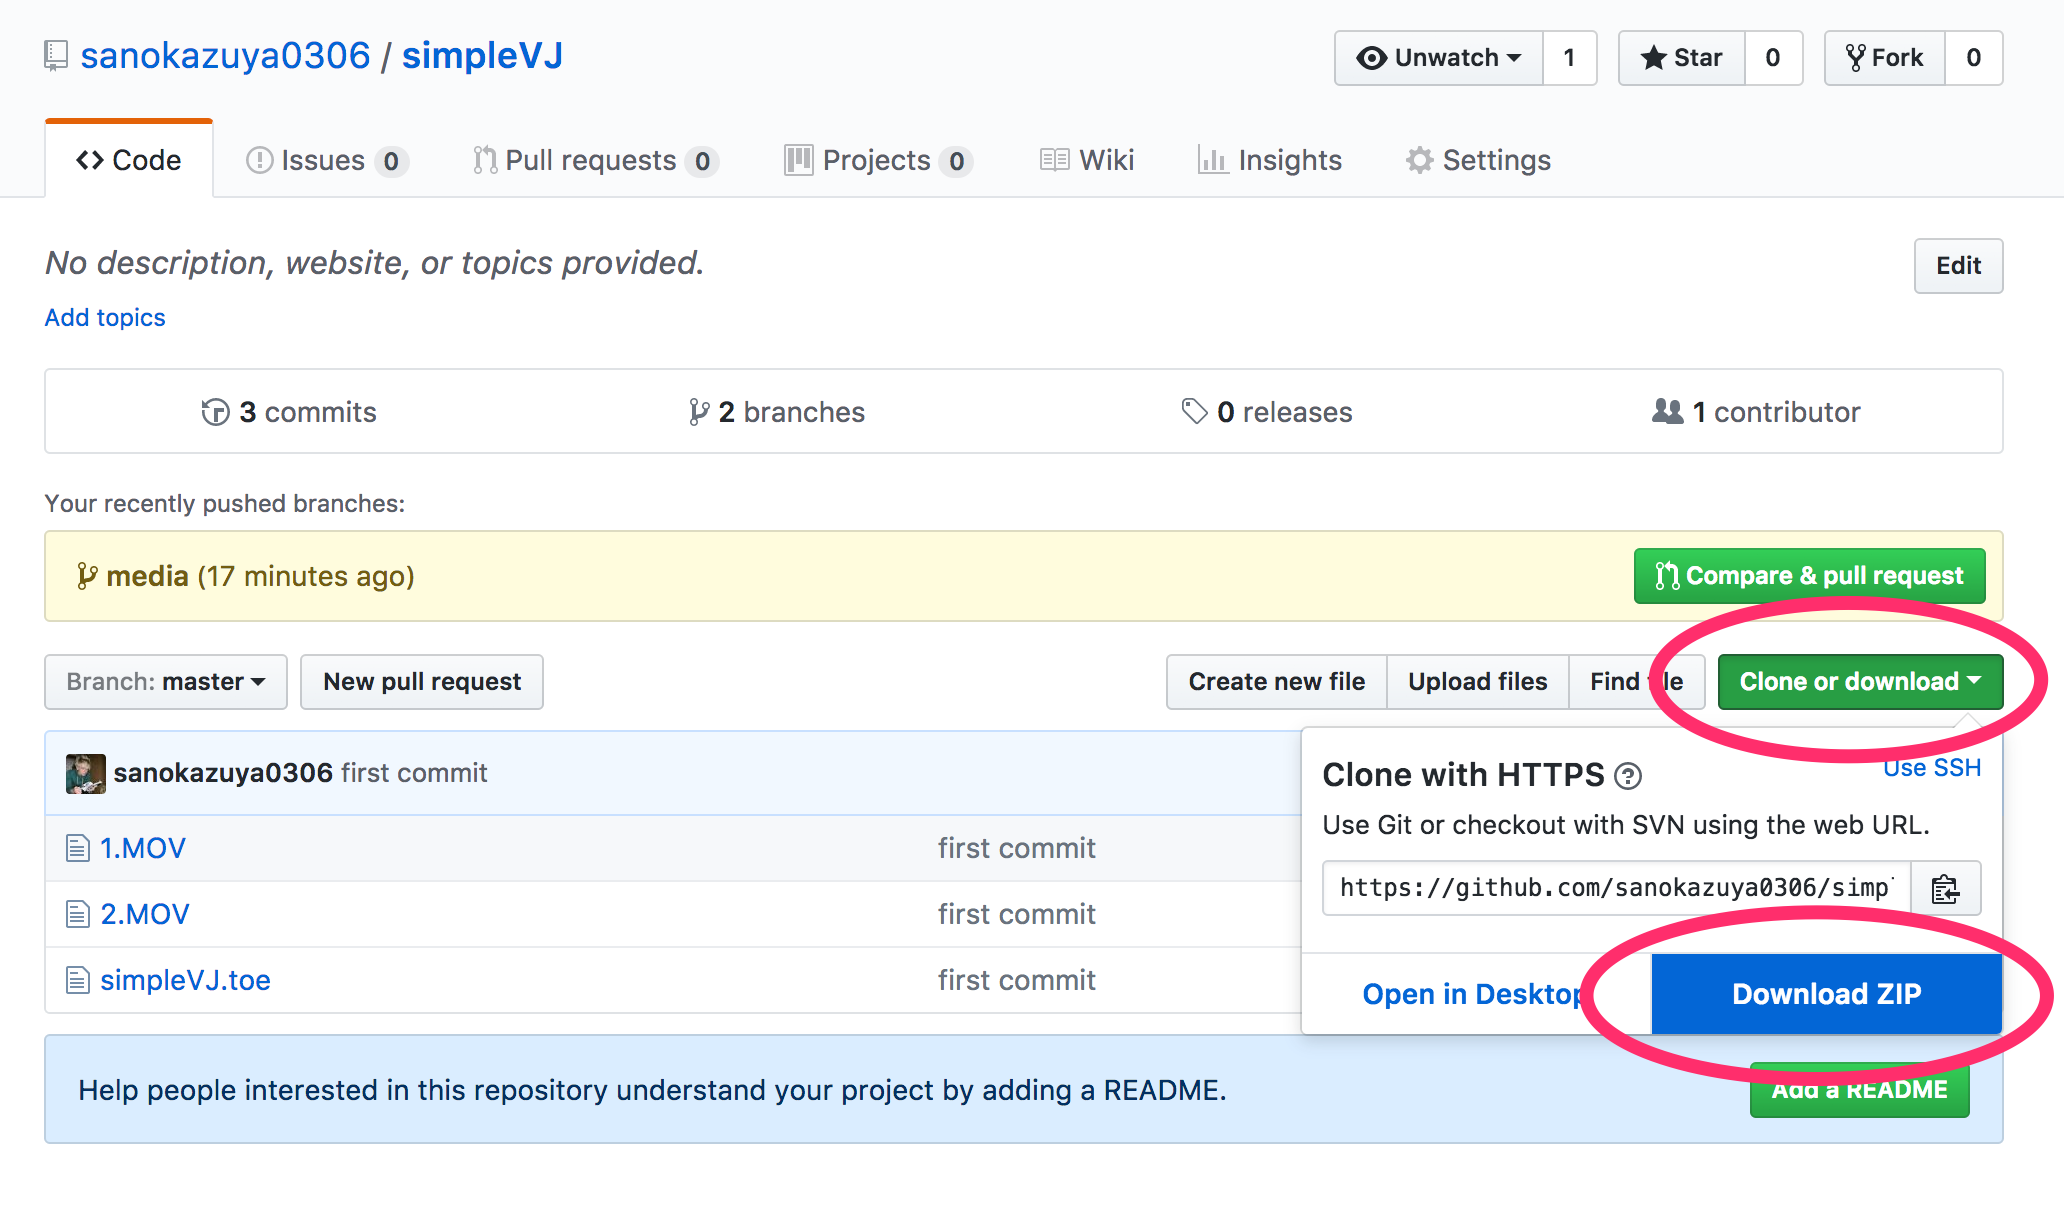 sanokazuya0306 / simpleVJ
Unwatch 1 Star 0 Fork 0
Code Issues 0 Pull requests 0 Projects 0 Wiki Insights Settings
No description, website, or topics provided.
Edit
Add topics
3 commits 2 branches 0 releases 1 contributor
Your recently pushed branches:
media (17 minutes ago)
Compare & pull request
Branch: master New pull request Create new file Upload files Find Clone or download
sanokazuya0306 first commit
1.MOV first commit
2.MOV first commit
simpleVJ.toe first commit
Clone with HTTPS ?
Use SSH
Use Git or checkout with SVN using the web URL.
https://github.com/sanokazuya0306/simp
Open in Desktop Download ZIP
Help people interested in this repository understand your project by adding a README.
Add a README